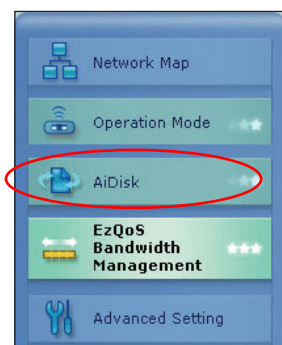 Network Map
Operation Mode
AiDisk
EzQoS
Bandwidth
Management
Advanced Setting